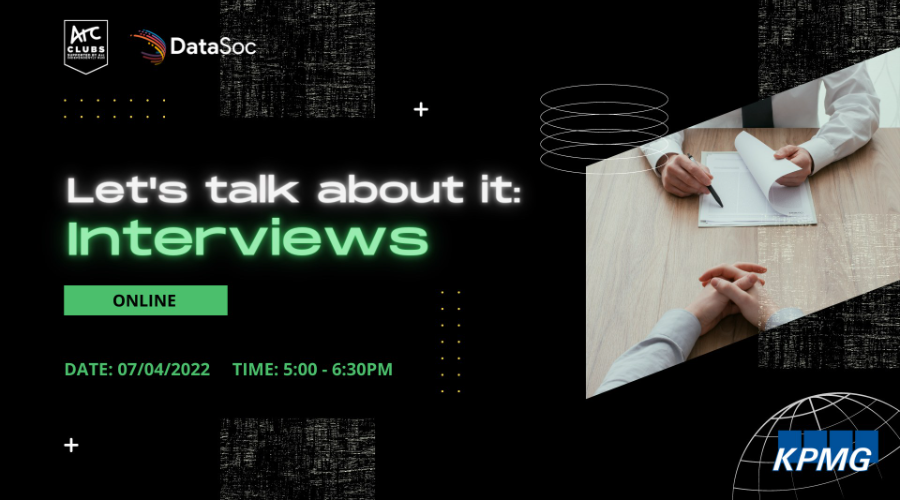 Arc
CLUBS
DataSoc
Let's talk about it:
Interviews
ONLINE
DATE: 07/04/2022 TIME: 5:00 - 6:30PM
KPMG